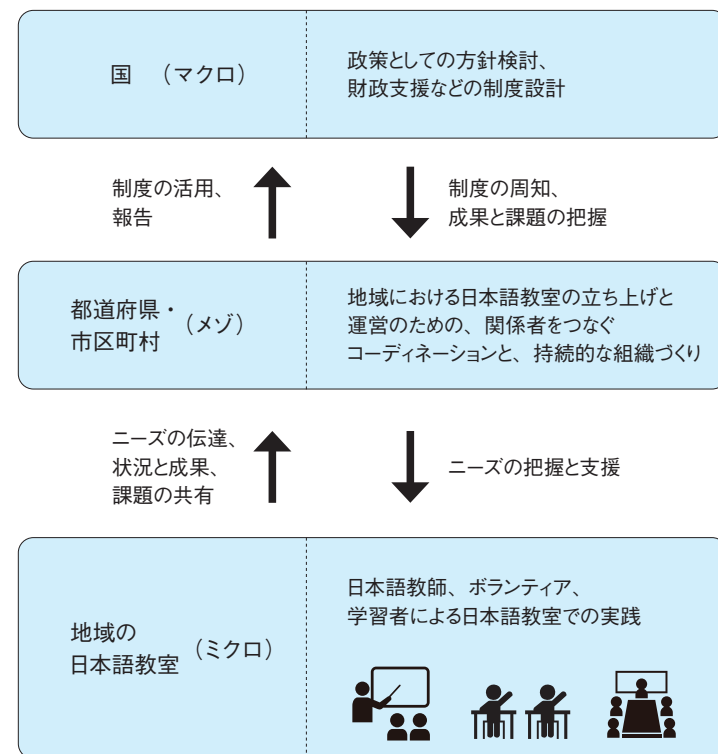 国 （マクロ）
政策としての方針検討、
財政支援などの制度設計
制度の活用、
報告
制度の周知、
成果と課題の把握
都道府県・
市区町村
（メゾ）
地域における日本語教室の立ち上げと
運営のための、関係者をつなぐ
コーディネーションと、持続的な組織づくり
ニーズの伝達、
状況と成果、
課題の共有
ニーズの把握と支援
地域の
日本語教室
（ミクロ）
日本語教師、ボランティア、
学習者による日本語教室での実践